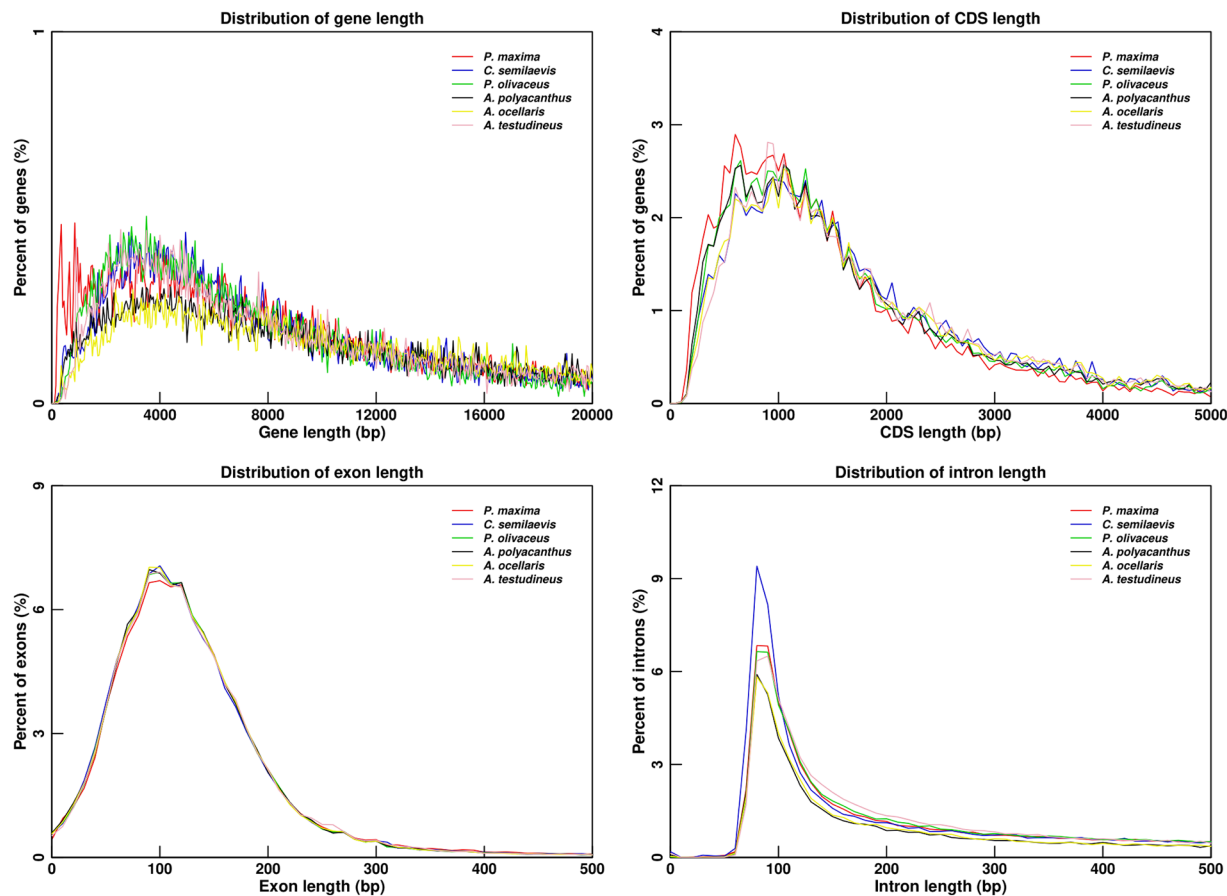 Distribution of gene length
1
0
Percent of genes (%)
P. maxima
C. semilaevis
P. olivaceus
A. polyacanthus
A. ocellaris
A. testudineus
0 4000 8000 12000 16000 20000
Gene length (bp)
Distribution of CDS length
4
3
2
1
0
Percent of genes (%)
P. maxima
C. semilaevis
P. olivaceus
A. polyacanthus
A. ocellaris
A. testudineus
0 1000 2000 3000 4000 5000
CDS length (bp)
Distribution of exon length
9
6
3
0
Percent of exons (%)
P. maxima
C. semilaevis
P. olivaceus
A. polyacanthus
A. ocellaris
A. testudineus
0 100 200 300 400 500
Exon length (bp)
Distribution of intron length
12
9
6
3
0
Percent of introns (%)
P. maxima
C. semilaevis
P. olivaceus
A. polyacanthus
A. ocellaris
A. testudineus
0 100 200 300 400 500
Intron length (bp)